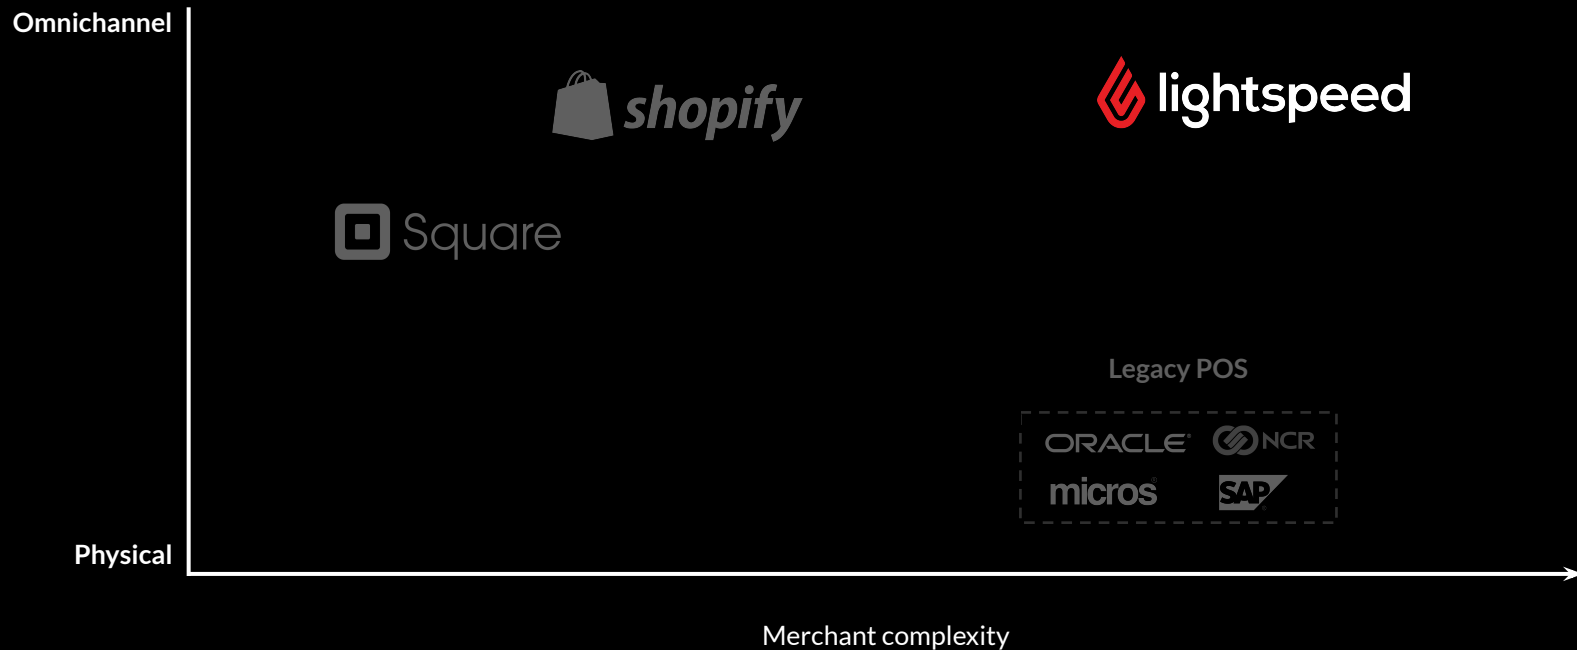 Omnichannel
shopify
lightspeed
Square
Legacy POS
ORACLE®
NCR
micros®
SAP®
Physical
Merchant complexity